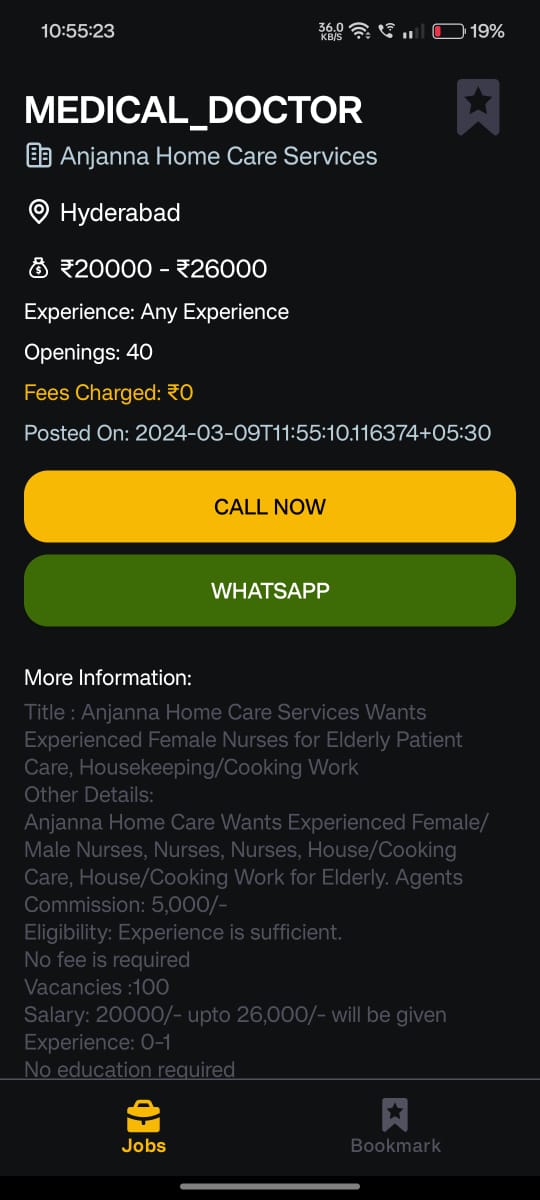 10:55:23
36.0 KB/S
19%
MEDICAL_DOCTOR
Anjanna Home Care Services
Hyderabad
₹20000 - ₹26000
Experience: Any Experience
Openings: 40
Fees Charged: ₹0
Posted On: 2024-03-09T11:55:10.116374+05:30
CALL NOW
WHATSAPP
More Information:
Title : Anjanna Home Care Services Wants
Experienced Female Nurses for Elderly Patient
Care, Housekeeping/Cooking Work
Other Details:
Anjanna Home Care Wants Experienced Female/
Male Nurses, Nurses, Nurses, House/Cooking
Care, House/Cooking Work for Elderly. Agents
Commission: 5,000/-
Eligibility: Experience is sufficient.
No fee is required
Vacancies :100
Salary: 20000/- upto 26,000/- will be given
Experience: 0-1
No education required
Jobs
Bookmark